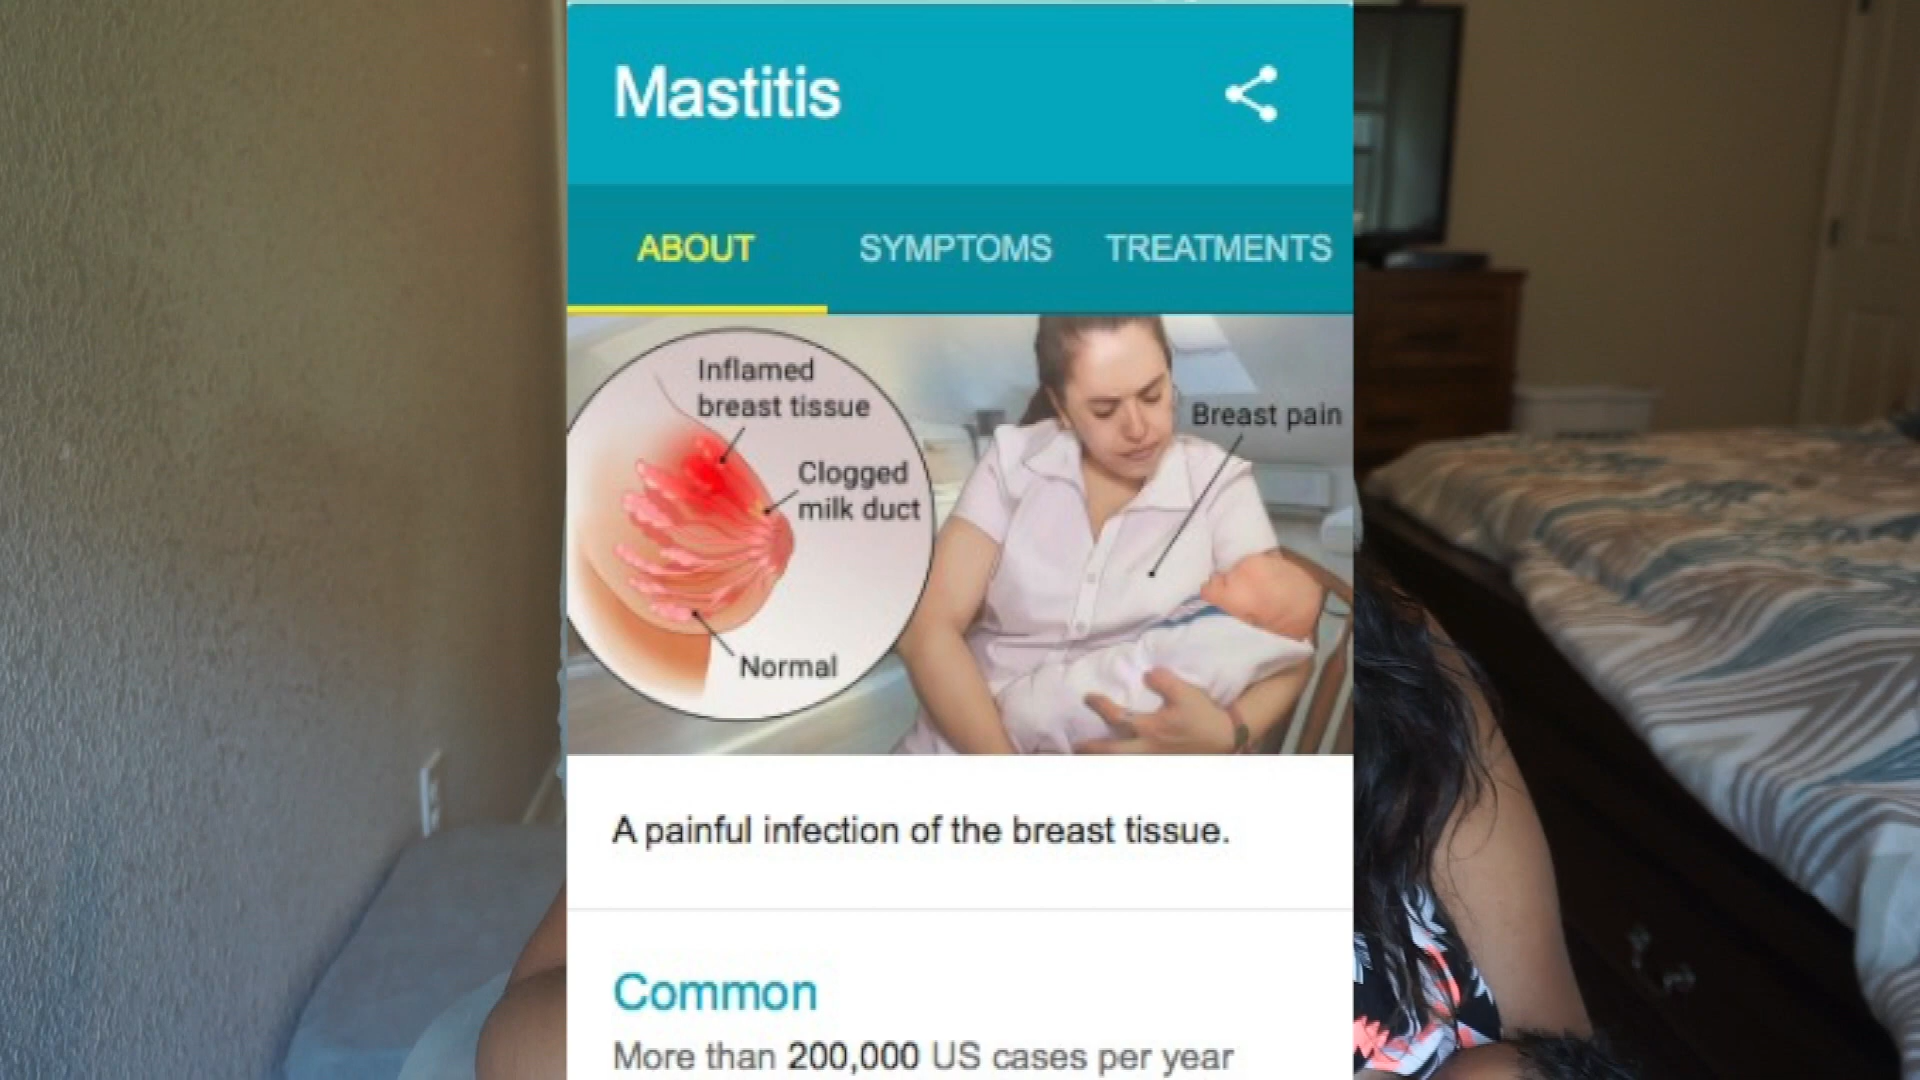 Mastitis
ABOUT SYMPTOMS TREATMENTS
Inflamed
breast tissue
Clogged
milk duct
Normal
Breast pain
A painful infection of the breast tissue.
Common
More than 200,000 US cases per year